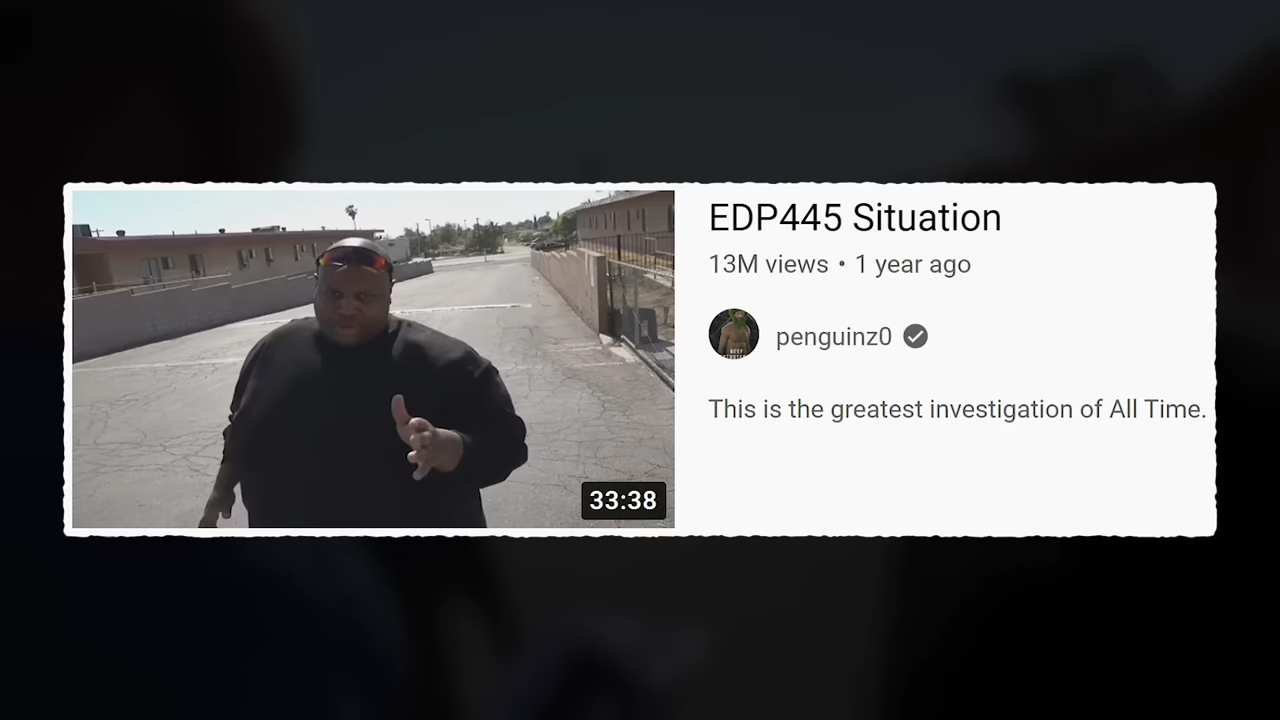 EDP445 Situation
13M views • 1 year ago
penguinz0
This is the greatest investigation of All Time.
33:38